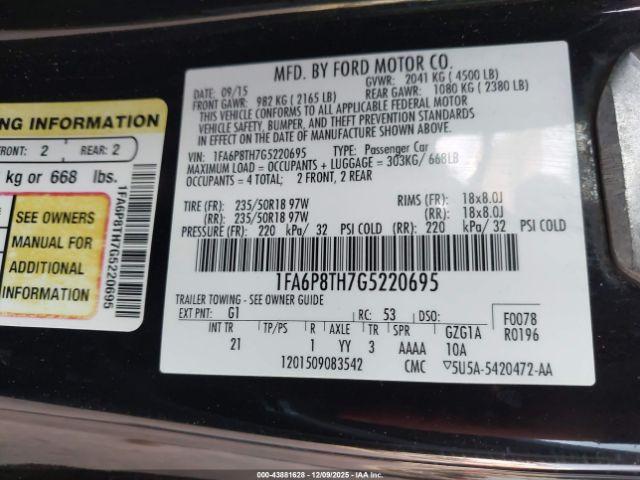 NG INFORMATION
FRONT: 2 REAR: 2
kg or 668 lbs.
SEE OWNERS
MANUAL FOR
ADDITIONAL
INFORMATION
1FA6P8TH7G5220695
MFD. BY FORD MOTOR CO.
DATE: 09/15 GVWR: 2041 KG ( 4500 LB)
FRONT GAWR: 982 KG ( 2165 LB) REAR GAWR: 1080 KG ( 2380 LB)
THIS VEHICLE CONFORMS TO ALL APPLICABLE FEDERAL MOTOR
VEHICLE SAFETY, BUMPER, AND THEFT PREVENTION STANDARDS
IN EFFECT ON THE DATE OF MANUFACTURE SHOWN ABOVE.
VIN: 1FA6P8TH7G5220695 TYPE: Passenger Car
MAXIMUM LOAD = OCCUPANTS + LUGGAGE = 303KG/ 668LB
OCCUPANTS = 4 TOTAL; 2 FRONT, 2 REAR
TIRE (FR): 235/50R18 97W RIMS (FR): 18x8.0J
(RR): 235/50R18 97W (RR): 18x8.0J
PRESSURE (FR): 220 kPa/ 32 PSI COLD (RR): 220 kPa/ 32 PSI COLD
1FA6P8TH7G5220695
TRAILER TOWING - SEE OWNER GUIDE
EXT PNT: G1 RC: 53 DSO: F0078
INT TR TP/PS R AXLE TR SPR GZG1A R0196
21 1 YY 3 AAAA 10A
1201509083542 CMC ▽5U5A-5420472-AA
000-43881628 - 12/09/2025 - IAAI